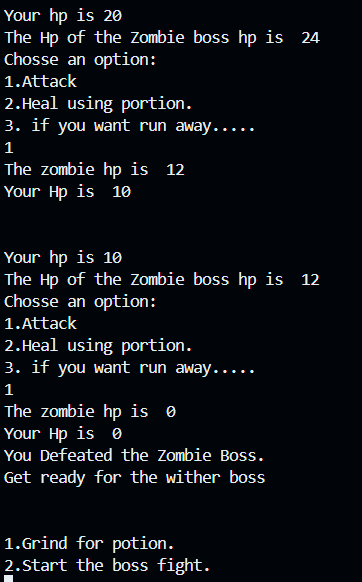 Your hp is 20
The Hp of the Zombie boss hp is  24
Chosse an option:
1.Attack
2.Heal using portion.
3. if you want run away.....
1
The zombie hp is  12
Your Hp is  10
Your hp is 10
The Hp of the Zombie boss hp is  12
Chosse an option:
1.Attack
2.Heal using portion.
3. if you want run away.....
1
The zombie hp is  0
Your Hp is  0
You Defeated the Zombie Boss.
Get ready for the wither boss
1.Grind for potion.
2.Start the boss fight.